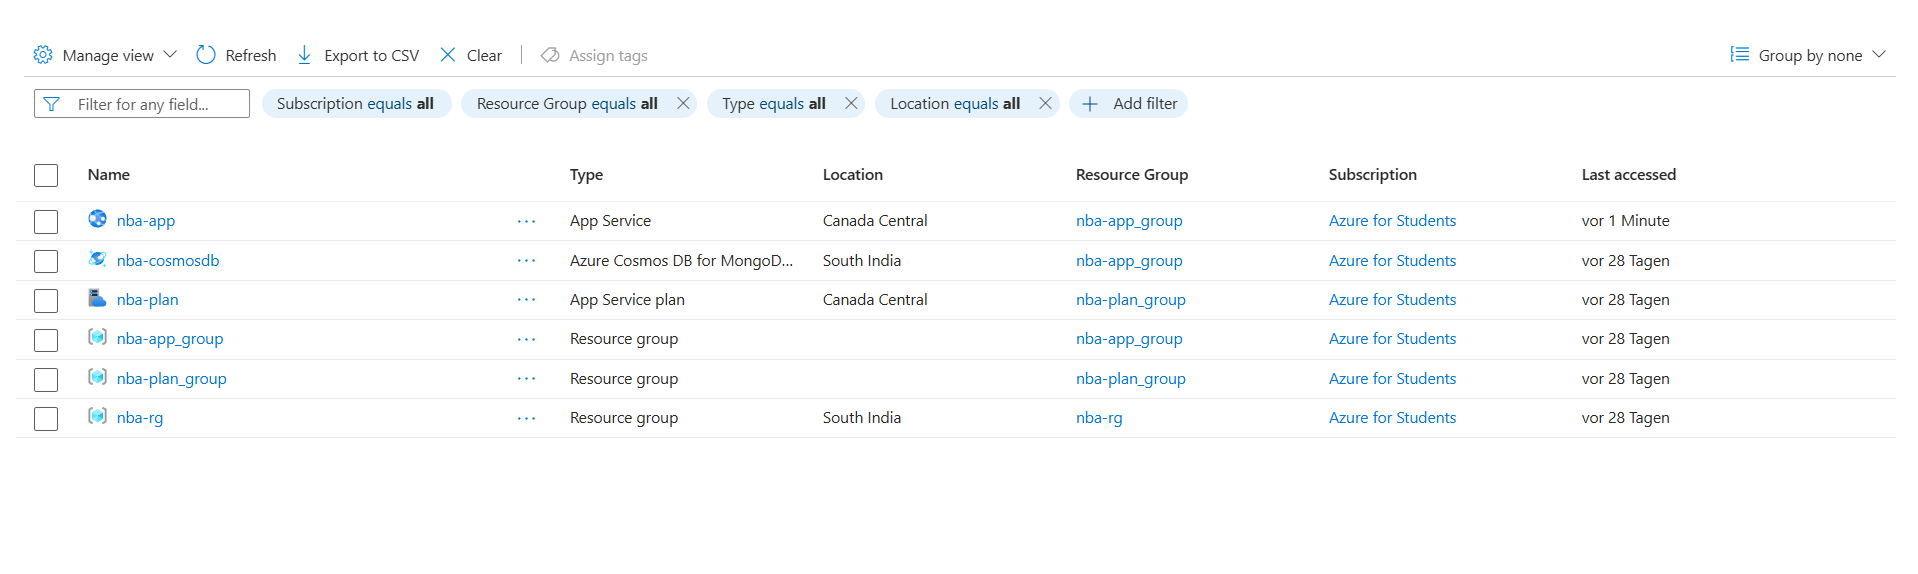 Manage view Refresh Export to CSV Clear Assign tags Group by none
Filter for any field... Subscription equals all Resource Group equals all Type equals all Location equals all Add filter
Name Type Location Resource Group Subscription Last accessed
nba-app ... App Service Canada Central nba-app_group Azure for Students vor 1 Minute
nba-cosmosdb ... Azure Cosmos DB for MongoD... South India nba-app_group Azure for Students vor 28 Tagen
nba-plan ... App Service plan Canada Central nba-plan_group Azure for Students vor 28 Tagen
nba-app_group ... Resource group nba-app_group Azure for Students vor 28 Tagen
nba-plan_group ... Resource group nba-plan_group Azure for Students vor 28 Tagen
nba-rg ... Resource group South India nba-rg Azure for Students vor 28 Tagen